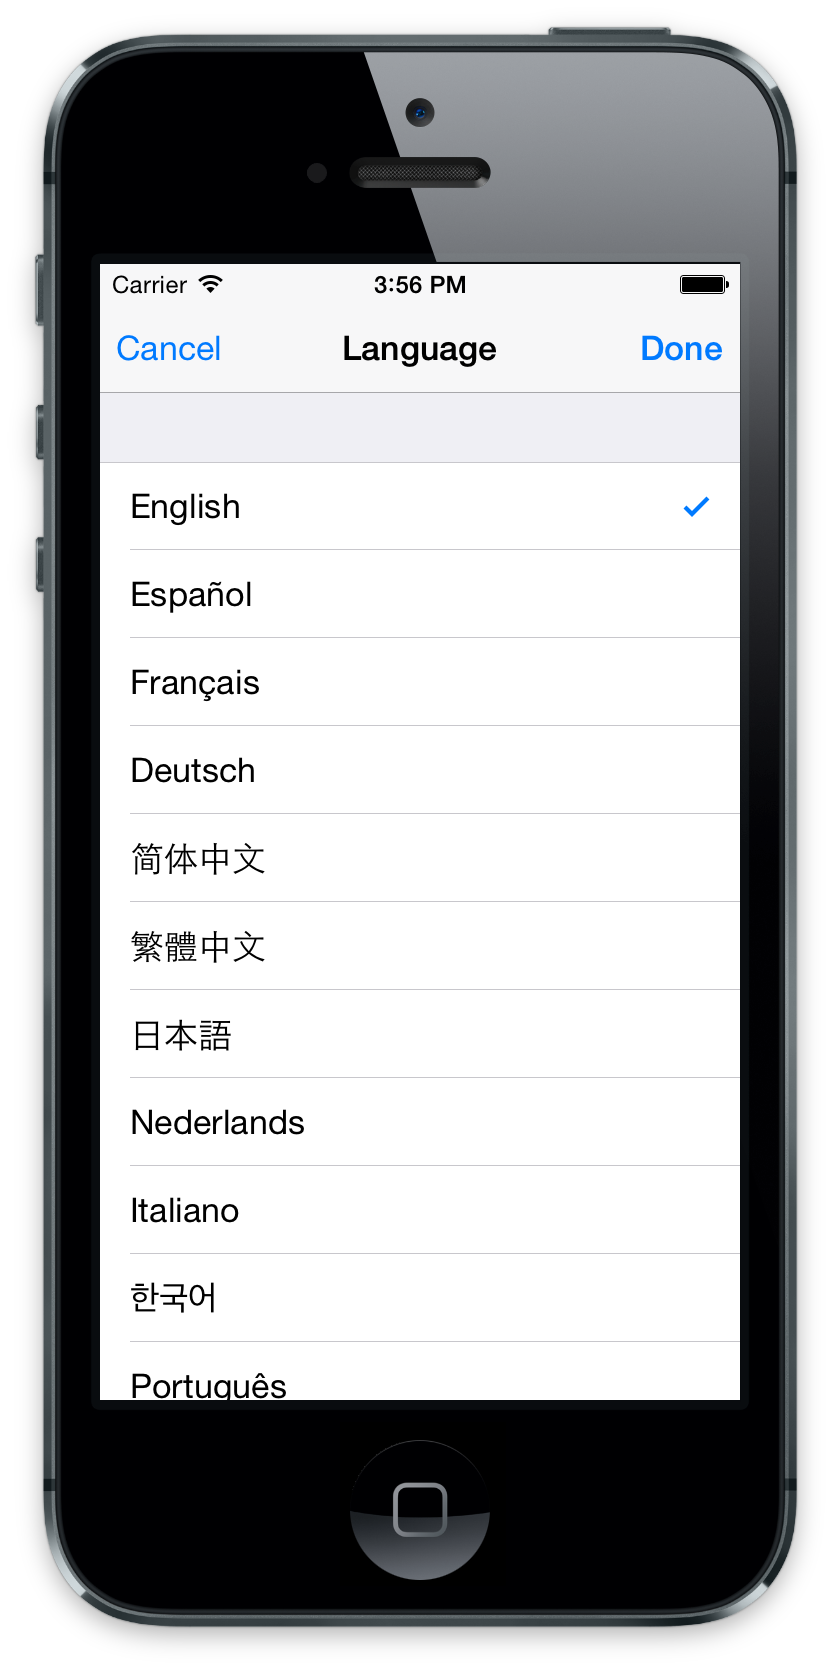 Carrier 3:56 PM
Cancel Language Done
English
Español
Français
Deutsch
简体中文
繁體中文
日本語
Nederlands
Italiano
한국어
Português